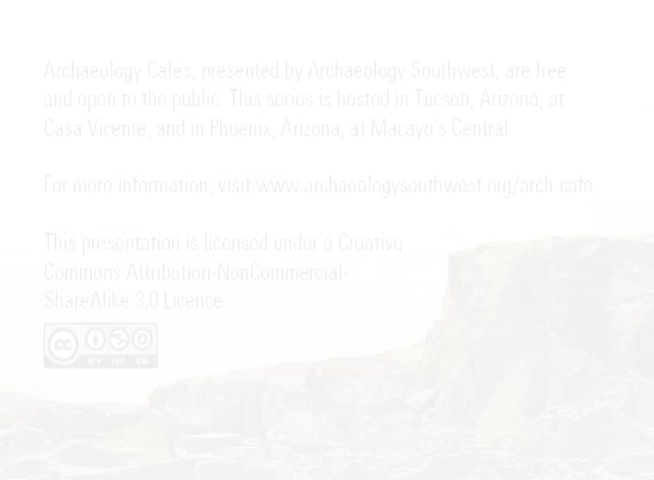 Archaeology Cafés, presented by Archaeology Southwest, are free
and open to the public. This series is hosted in Tucson, Arizona, at
Casa Vicente, and in Phoenix, Arizona, at Macayo's Central.
For more information, visit www.archaeologysouthwest.org/arch-cafe
This presentation is licensed under a Creative
Commons Attribution-NonCommercial-
ShareAlike 3.0 Licence.
cc
BY NC SA